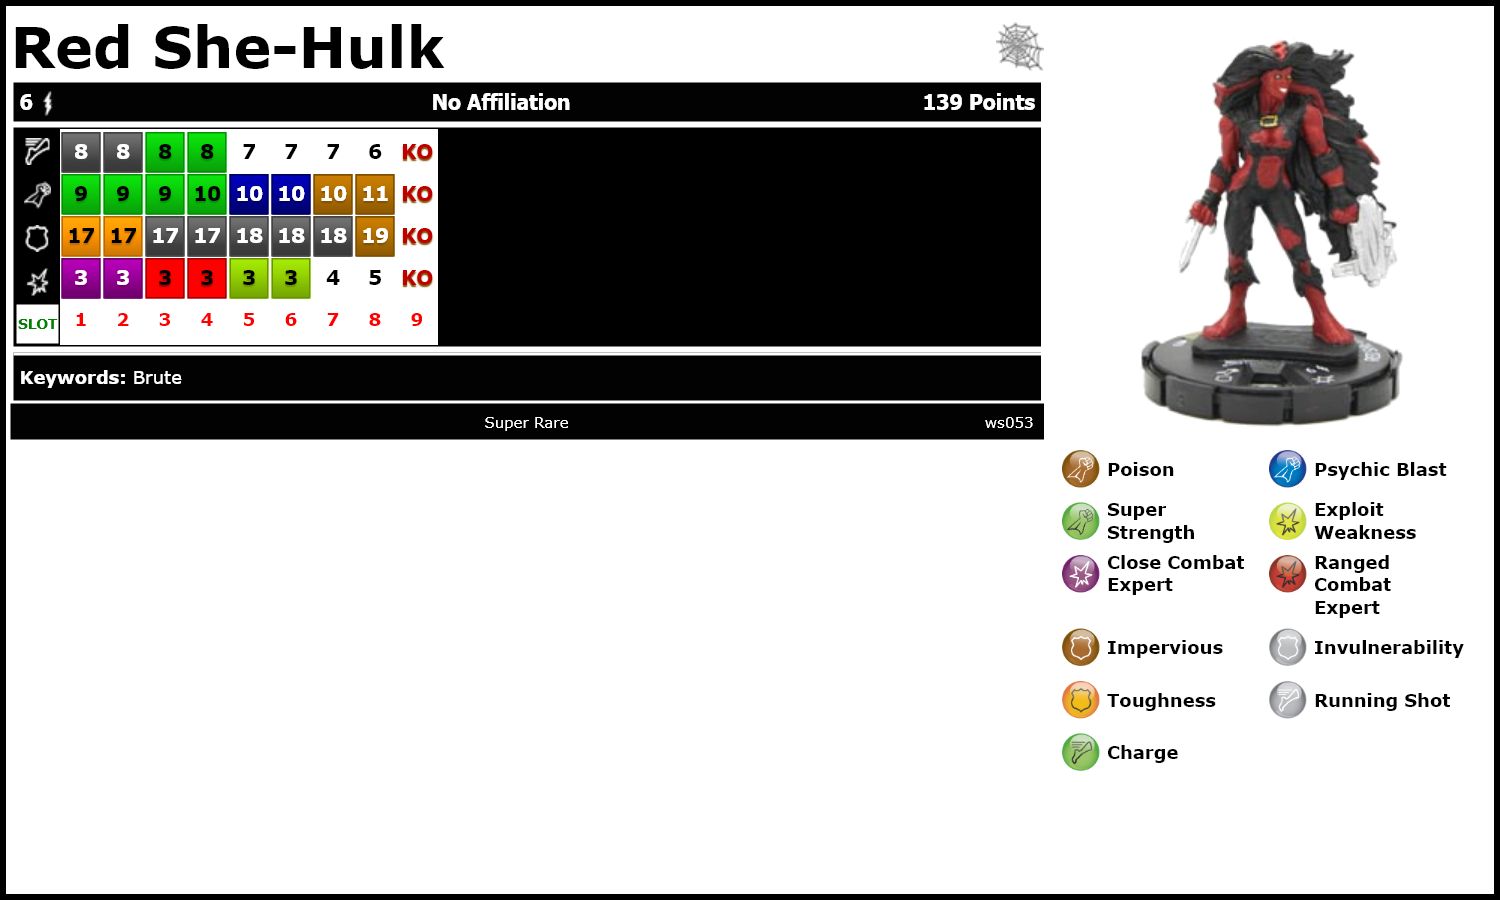 Red She-Hulk
6 No Affiliation 139 Points
8 8 8 8 7 7 7 6 KO
9 9 9 10 10 10 10 11 KO
17 17 17 17 18 18 18 19 KO
3 3 3 3 3 3 4 5 KO
SLOT 1 2 3 4 5 6 7 8 9
Keywords: Brute
Super Rare ws053
Poison
Psychic Blast
Super
Strength
Exploit
Weakness
Close Combat
Expert
Ranged
Combat
Expert
Impervious
Invulnerability
Toughness
Running Shot
Charge